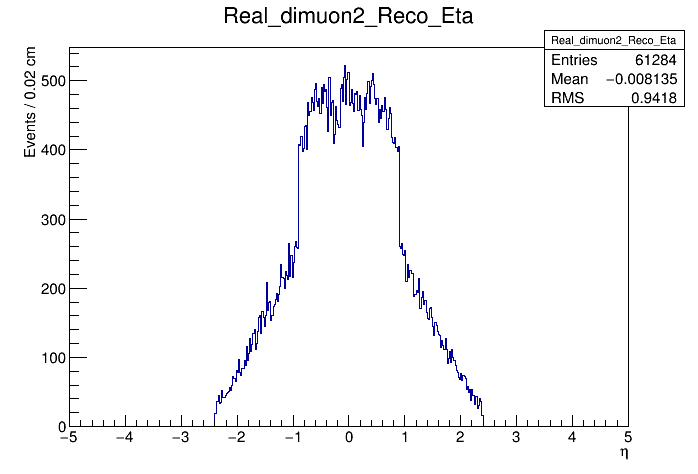 Real_dimuon2_Reco_Eta
Real_dimuon2_Reco_Eta
Entries 61284
Mean −0.008135
RMS 0.9418
Events / 0.02 cm
500
400
300
200
100
0
−5 −4 −3 −2 −1 0 1 2 3 4 5
η